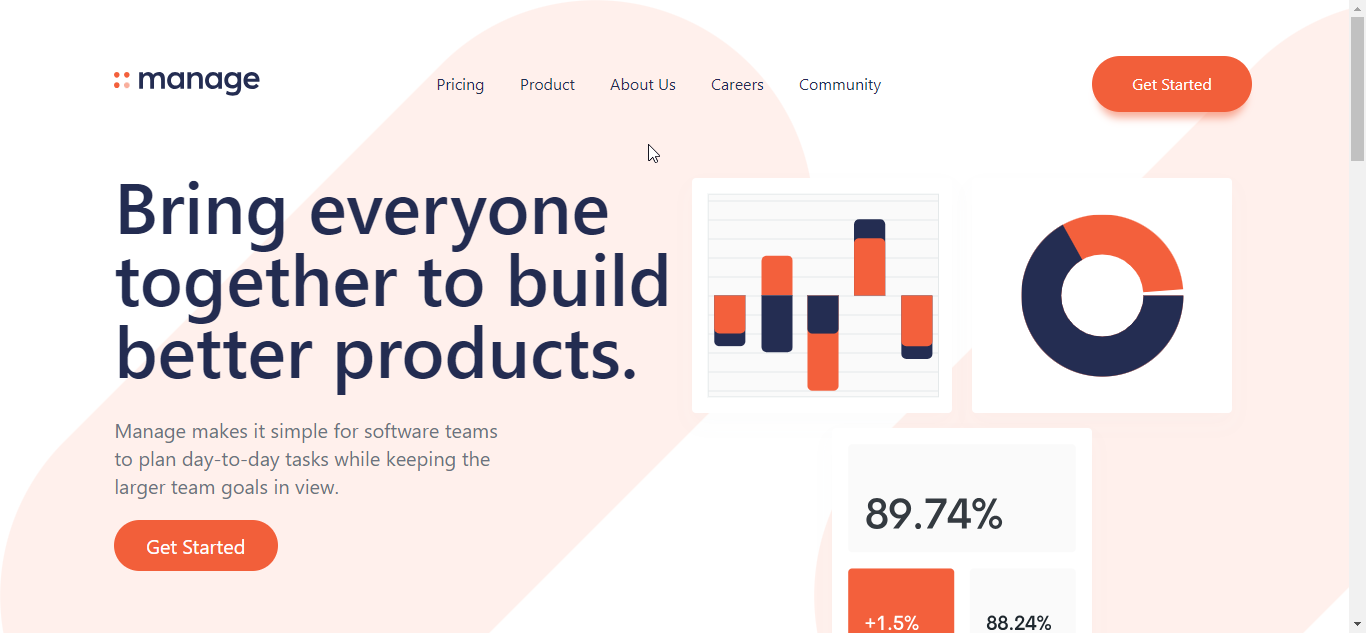 manage
Pricing
Product
About Us
Careers
Community
Get Started
Bring everyone
together to build
better products.
Manage makes it simple for software teams
to plan day-to-day tasks while keeping the
larger team goals in view.
Get Started
89.74%
+1.5%
88.24%